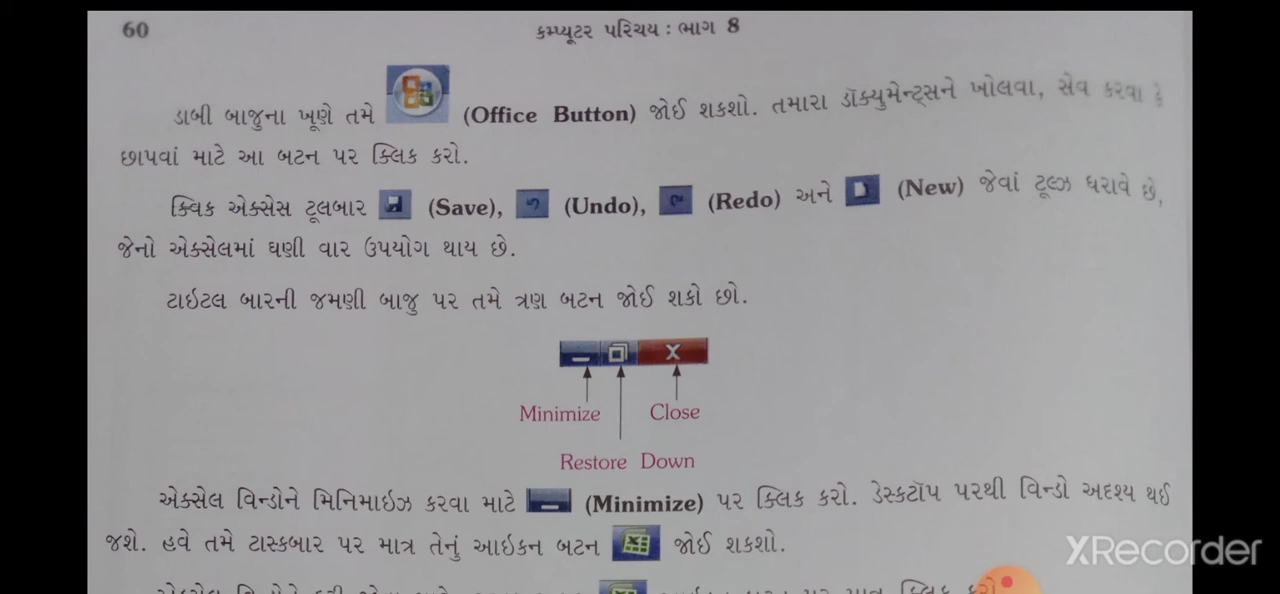 60
કમ્પ્યૂટર પરિચય : ભાગ 8
ડાબી બાજુના ખૂણે તમે (Office Button) જોઈ શકશો. તમારા ડૉક્યુમેન્ટ્સને ખોલવા, સેવ કરવા કે
છાપવાં માટે આ બટન પર ક્લિક કરો.
ક્વિક એક્સેસ ટૂલબાર (Save), (Undo), (Redo) અને (New) જેવાં ટૂલ્ઝ ધરાવે છે,
જેનો એક્સેલમાં ઘણી વાર ઉપયોગ થાય છે.
ટાઇટલ બારની જમણી બાજુ પર તમે ત્રણ બટન જોઈ શકો છો.
Minimize Close
Restore Down
એક્સેલ વિન્ડોને મિનિમાઇઝ કરવા માટે (Minimize) પર ક્લિક કરો. ડેસ્કટૉપ પરથી વિન્ડો અદૃશ્ય થઈ
જશે. હવે તમે ટાસ્કબાર પર માત્ર તેનું આઇકન બટન જોઈ શકશો.
XRecorder